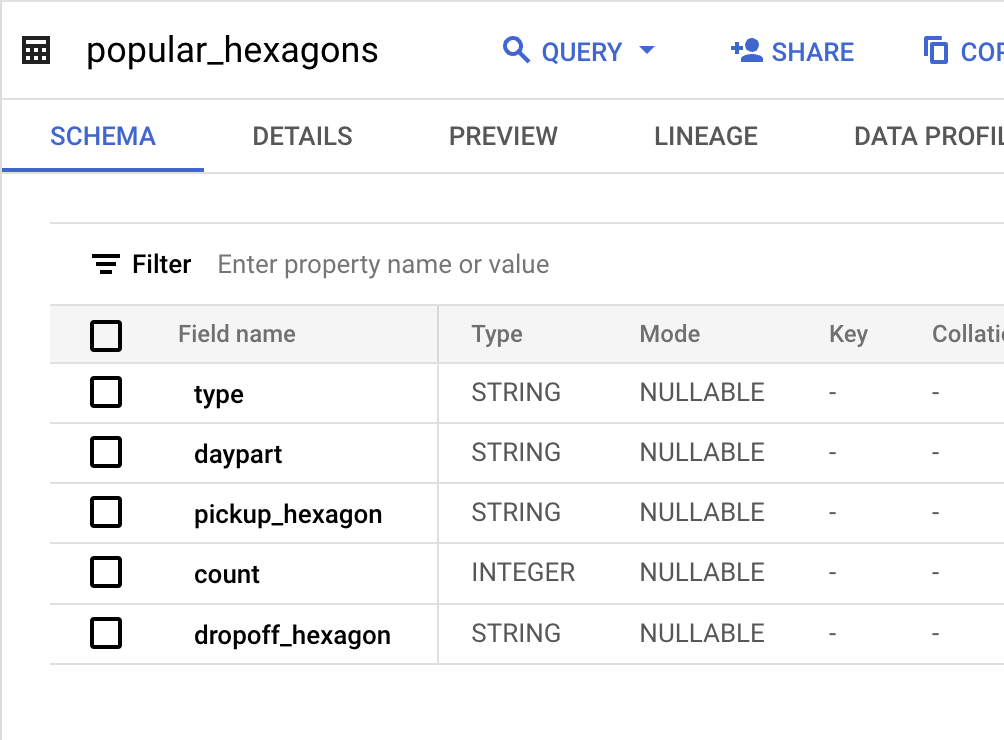 popular_hexagons QUERY SHARE COP
SCHEMA DETAILS PREVIEW LINEAGE DATA PROFIL
Filter Enter property name or value
Field name Type Mode Key Collatio
type STRING NULLABLE - -
daypart STRING NULLABLE - -
pickup_hexagon STRING NULLABLE - -
count INTEGER NULLABLE - -
dropoff_hexagon STRING NULLABLE - -